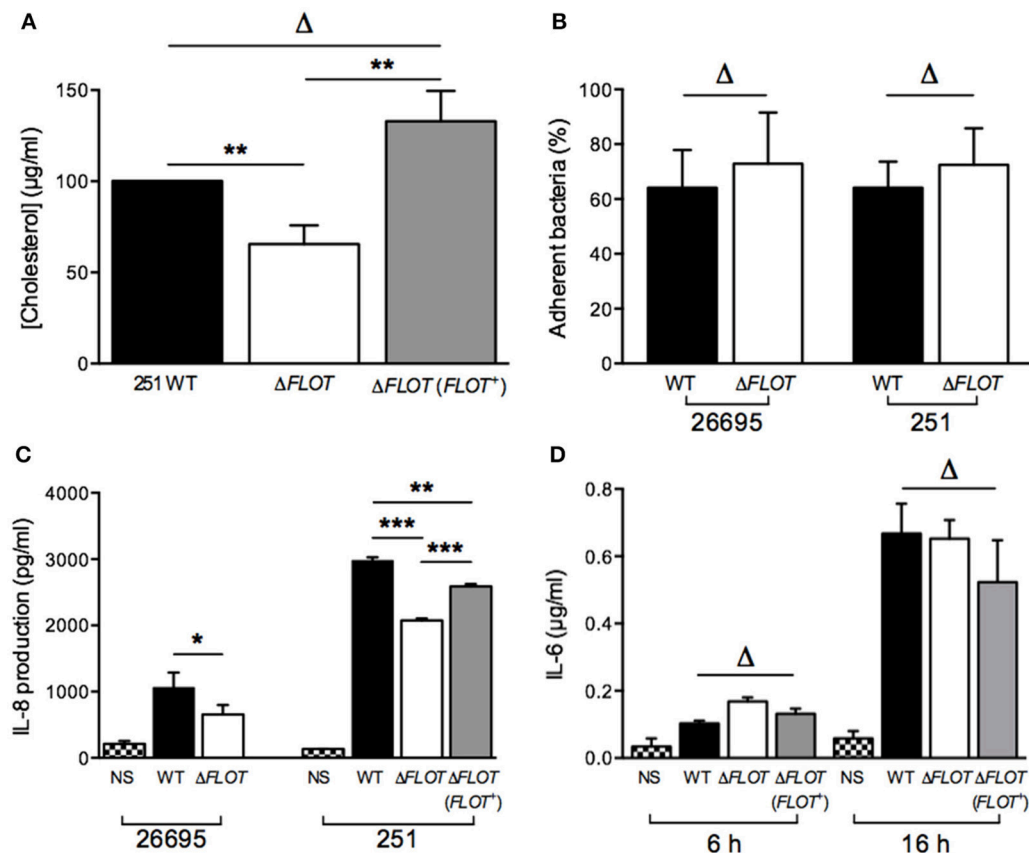 A
Δ
**
**
[Cholesterol] (µg/ml)
150
100
50
0
251 WT
ΔFLOT
ΔFLOT (FLOT⁺)
B
Δ
Δ
Adherent bacteria (%)
100
80
60
40
20
0
WT
ΔFLOT
WT
ΔFLOT
26695
251
C
**
***
***
*
IL-8 production (pg/ml)
4000
3000
2000
1000
0
NS
WT
ΔFLOT
NS
WT
ΔFLOT
ΔFLOT
(FLOT⁺)
26695
251
D
Δ
Δ
IL-6 (µg/ml)
0.8
0.6
0.4
0.2
0.0
NS
WT
ΔFLOT
ΔFLOT
(FLOT⁺)
NS
WT
ΔFLOT
ΔFLOT
(FLOT⁺)
6 h
16 h